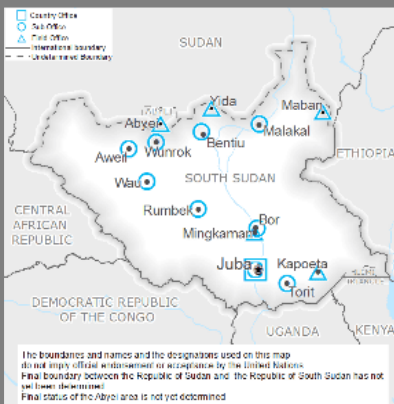 Country Office
Sub Office
Field Office
International boundary
Undetermined Boundary
SUDAN
Yida
Maban
Abyei
Malakal
Bentiu
Wunrok
Aweil
ETHIOPIA
Wau
SOUTH SUDAN
Rumbek
CENTRAL
AFRICAN
REPUBLIC
Bor
Mingkaman
Juba
Kapoeta
Torit
DEMOCRATIC REPUBLIC
OF THE CONGO
UGANDA
KENYA
The boundaries and names and the designations used on this map
do not imply official endorsement or acceptance by the United Nations
Final boundary between the Republic of Sudan and the Republic of South Sudan has not
yet been determined
Final status of the Abyei area is not yet determined